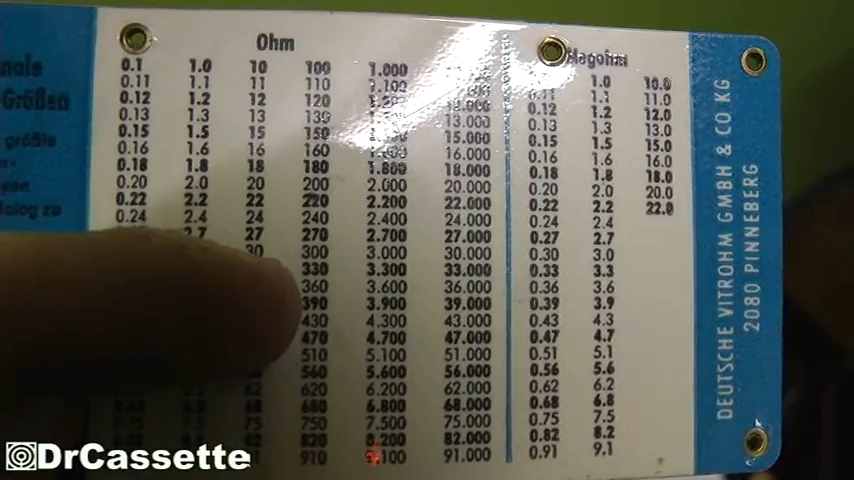 Ohm Megohm
0.1 1.0 10 100 1.000 1.0 10.0
0.11 1.1 11 110 1.100 0.11 1.1 11.0
0.12 1.2 12 120 0.12 1.2 12.0
0.13 1.3 13 130 13.000 0.13 1.3 13.0
0.15 1.5 15 150 15.000 0.15 1.5 15.0
0.16 1.6 16 160 16.000 0.16 1.6 16.0
0.18 1.8 18 180 1.800 18.000 0.18 1.8 18.0
0.20 2.0 20 200 2.000 20.000 0.20 2.0 20.0
0.22 2.2 22 220 2.200 22.000 0.22 2.2 22.0
0.24 2.4 24 240 2.400 24.000 0.24 2.4
2.7 27 270 2.700 27.000 0.27 2.7
30 300 3.000 30.000 0.30 3.0
330 3.300 33.000 0.33 3.3
360 3.600 36.000 0.36 3.6
390 3.900 39.000 0.39 3.9
430 4.300 43.000 0.43 4.3
470 4.700 47.000 0.47 4.7
510 5.100 51.000 0.51 5.1
560 5.600 56.000 0.56 5.6
62 620 6.200 62.000 0.62 6.2
68 680 6.800 68.000 0.68 6.8
75 750 7.500 75.000 0.75 7.5
82 820 8.200 82.000 0.82 8.2
910 9.100 91.000 0.91 9.1
-Größen
größte
DEUTSCHE VITROHM GMBH & CO KG
2080 PINNEBERG
DrCassette